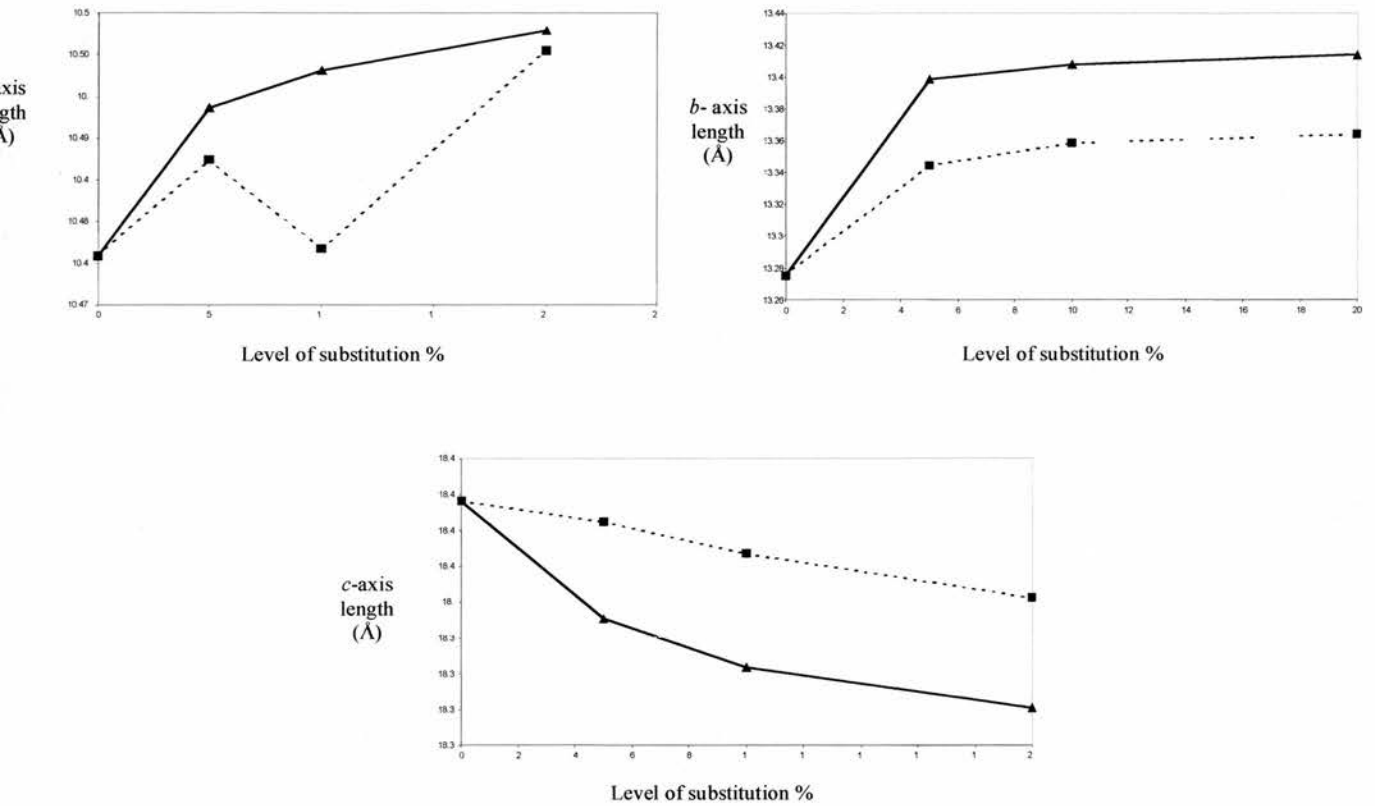 10.5
10.50
10.
10.49
10.4
10.48
10.4
10.47
0 5 1 1 2 2
Level of substitution %
13.44
13.42
13.4
13.38
13.36
13.34
13.32
13.3
13.28
13.26
b- axis
length
(Å)
0 2 4 6 8 10 12 14 16 18 20
Level of substitution %
18.4
18.4
18.4
18.4
18.
18.3
18.3
18.3
18.3
c-axis
length
(Å)
0 2 4 6 8 1 1 1 1 1 2
Level of substitution %